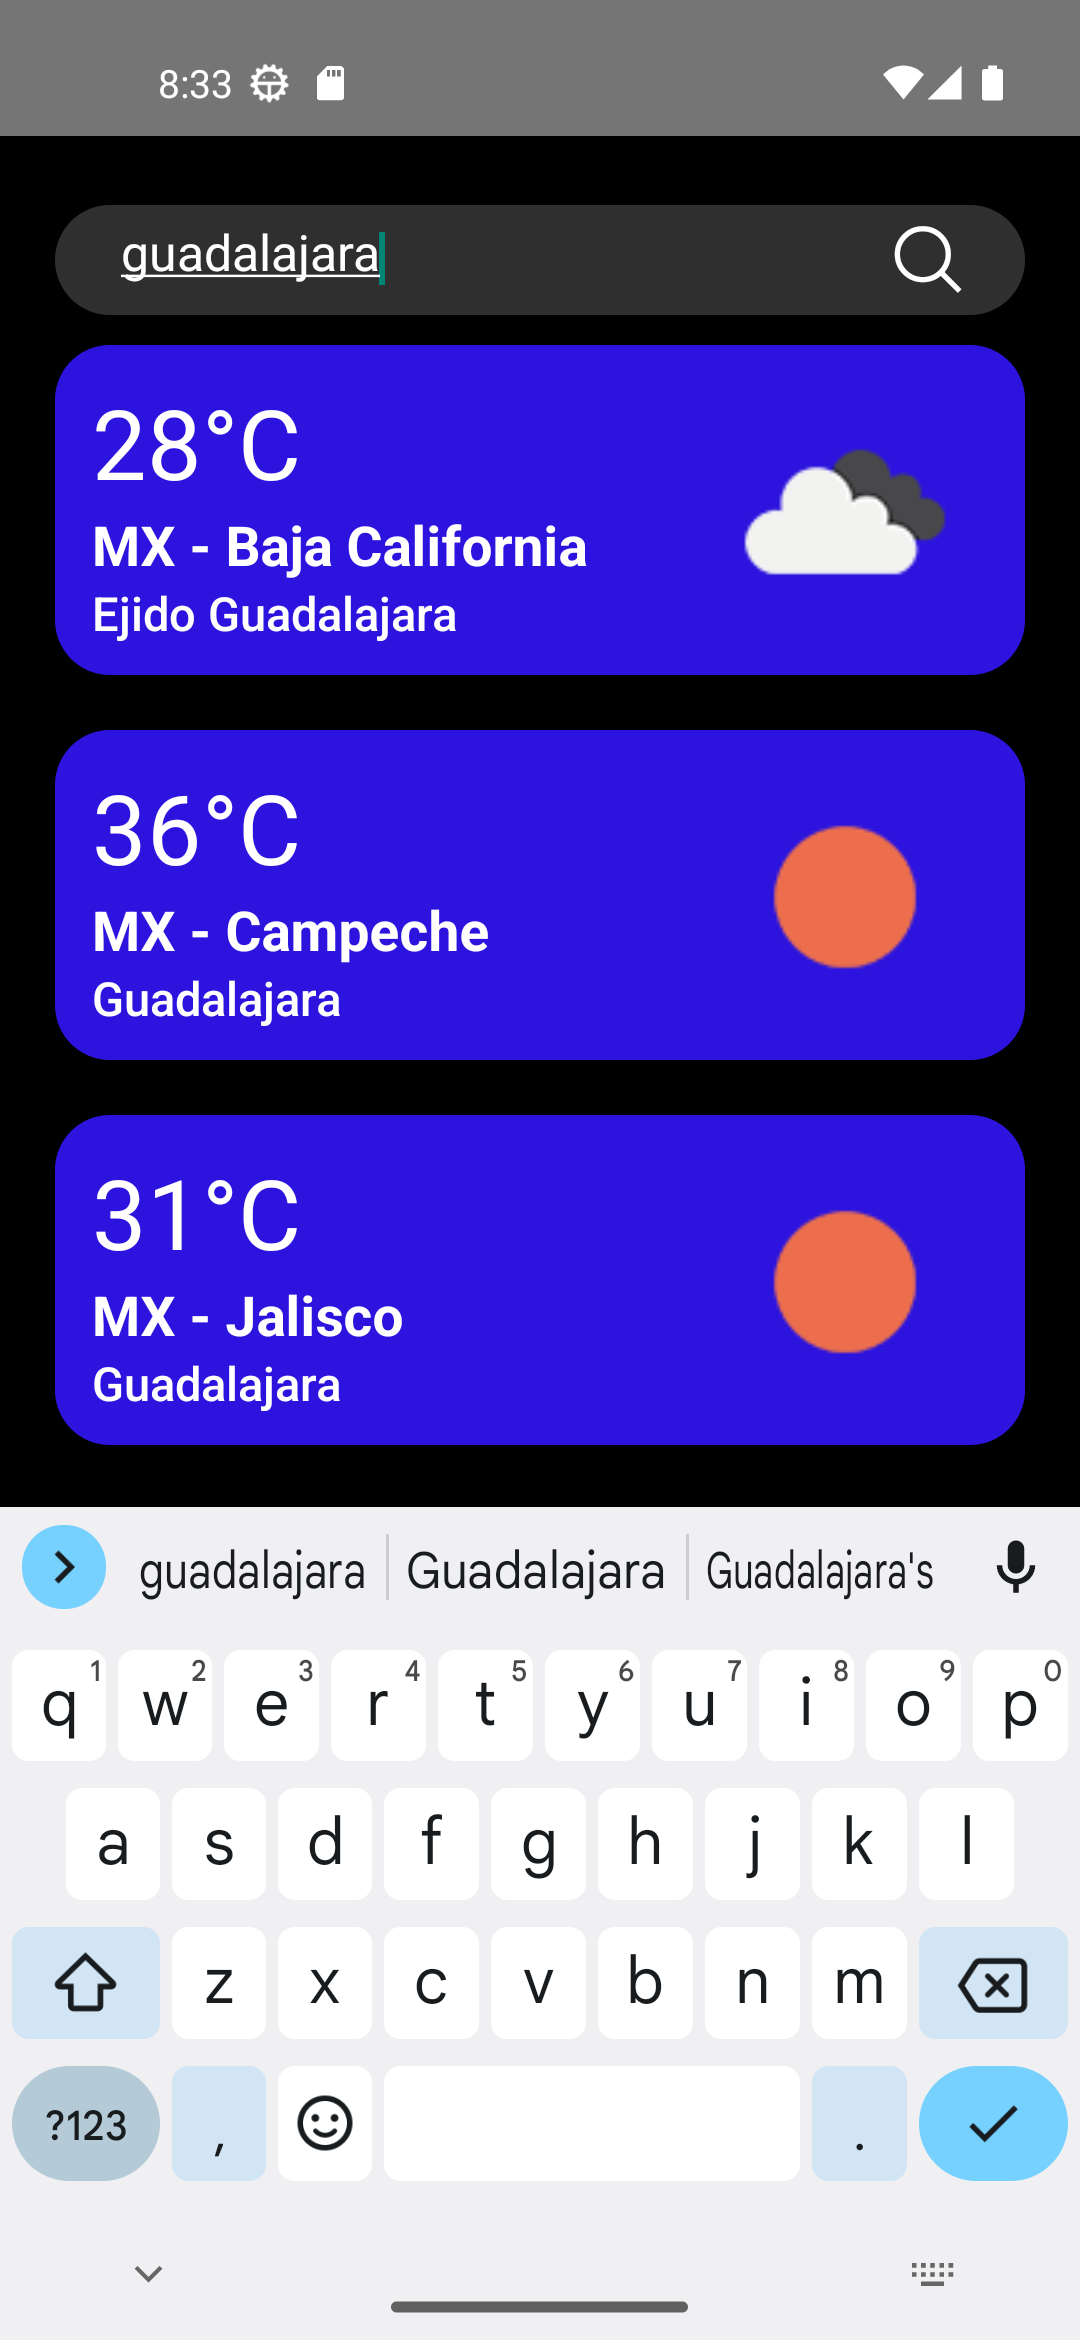 8:33
guadalajara
28°C
MX - Baja California
Ejido Guadalajara
36°C
MX - Campeche
Guadalajara
31°C
MX - Jalisco
Guadalajara
guadalajara Guadalajara Guadalajara's
q 1 w 2 e 3 r 4 t 5 y 6 u 7 i 8 o 9 p 0
a s d f g h j k l
z x c v b n m
?123 , .